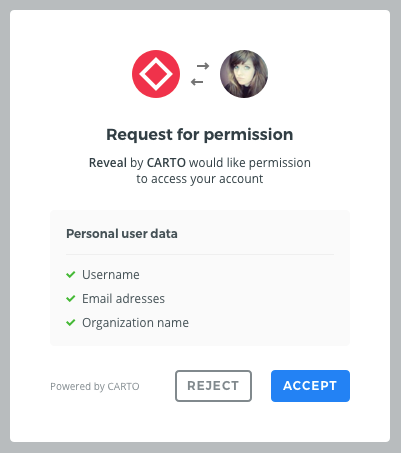 Request for permission
Reveal by CARTO would like permission
to access your account
Personal user data
Username
Email adresses
Organization name
Powered by CARTO
REJECT
ACCEPT